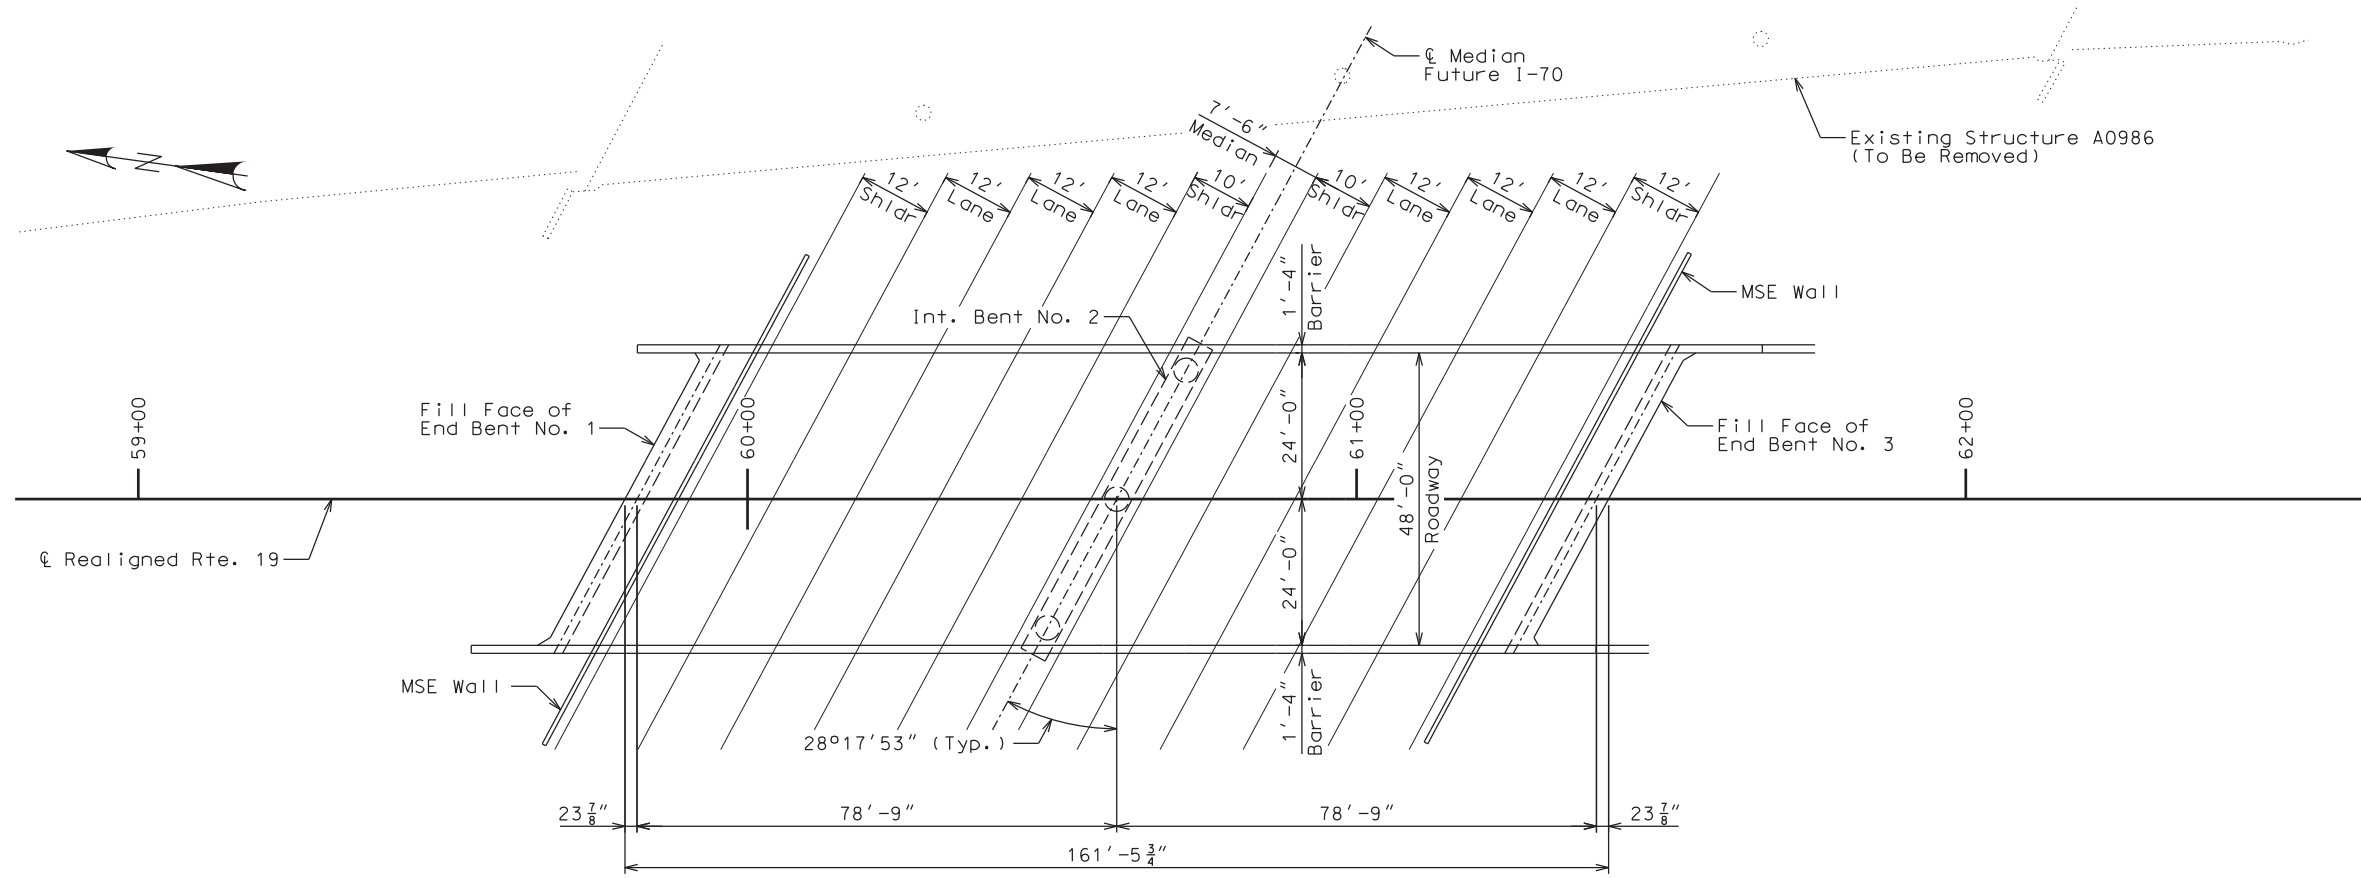 ℄ Median
Future I-70
7'-6"
Median
Existing Structure A0986
(To Be Removed)
N
12'
Shldr
12'
Lane
12'
Lane
12'
Lane
10'
Shldr
10'
Shldr
12'
Lane
12'
Lane
12'
Lane
12'
Shldr
1'-4"
Barrier
MSE Wall
Int. Bent No. 2
Fill Face of
End Bent No. 1
59+00
60+00
24'-0"
61+00
Fill Face of
End Bent No. 3
62+00
48'-0"
Roadway
℄ Realigned Rte. 19
24'-0"
MSE Wall
1'-4"
Barrier
28°17'53" (Typ.)
23 7/8"
78'-9"
78'-9"
23 7/8"
161'-5 3/4"